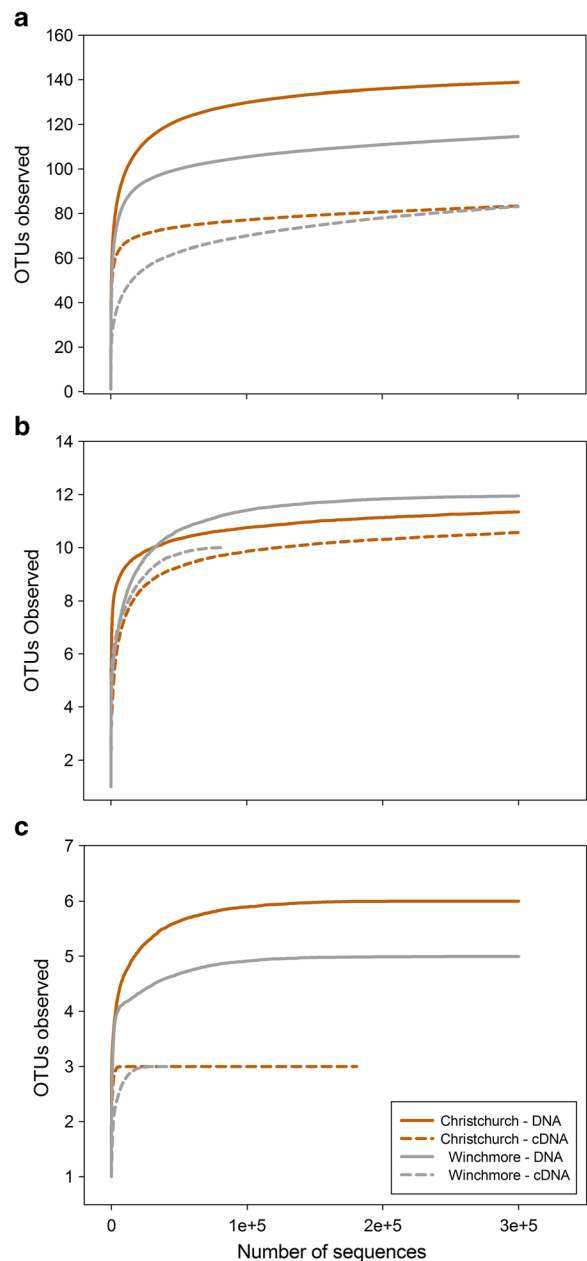 a
160
140
120
100
80
60
40
20
0
OTUs observed
b
14
12
10
8
6
4
2
OTUs Observed
c
7
6
5
4
3
2
1
OTUs observed
Christchurch - DNA
Christchurch - cDNA
Winchmore - DNA
Winchmore - cDNA
0 1e+5 2e+5 3e+5
Number of sequences